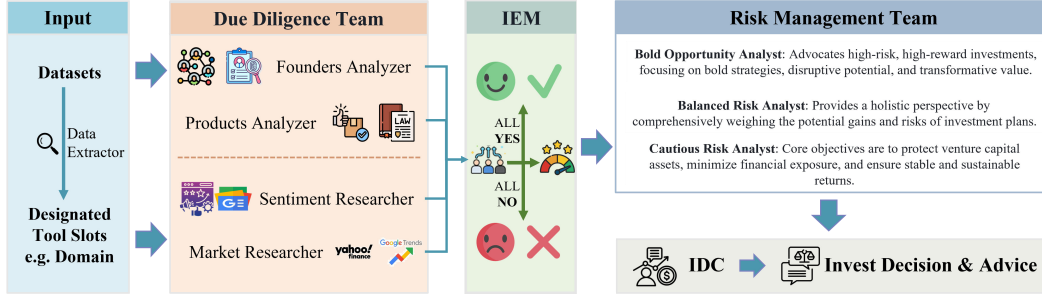 Input
Datasets
Data
Extractor
Designated
Tool Slots
e.g. Domain
Due Diligence Team
Founders Analyzer
Products Analyzer
LAW
Sentiment Researcher
GE
Market Researcher
yahoo!
finance
Google Trends
IEM
ALL
YES
ALL
NO
Risk Management Team
Bold Opportunity Analyst: Advocates high-risk, high-reward investments,
focusing on bold strategies, disruptive potential, and transformative value.
Balanced Risk Analyst: Provides a holistic perspective by
comprehensively weighing the potential gains and risks of investment plans.
Cautious Risk Analyst: Core objectives are to protect venture capital
assets, minimize financial exposure, and ensure stable and sustainable
returns.
IDC
Invest Decision & Advice